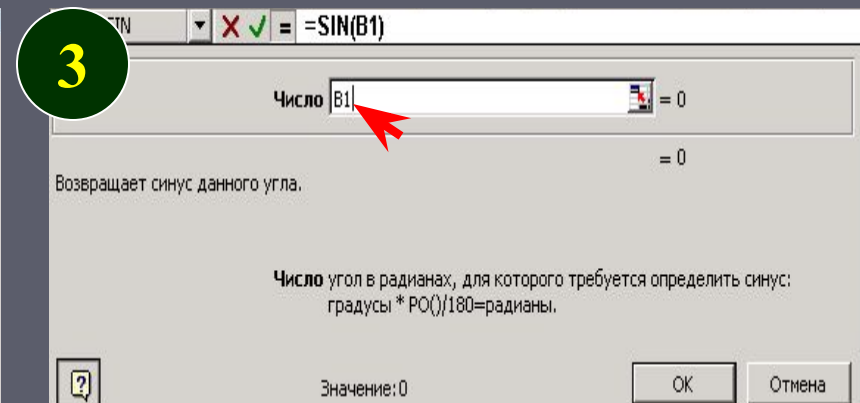 =SIN(B1)
3
Число B1 = 0
= 0
Возвращает синус данного угла.
Число угол в радианах, для которого требуется определить синус:
градусы * PO()/180=радианы.
Значение:0 OK Отмена